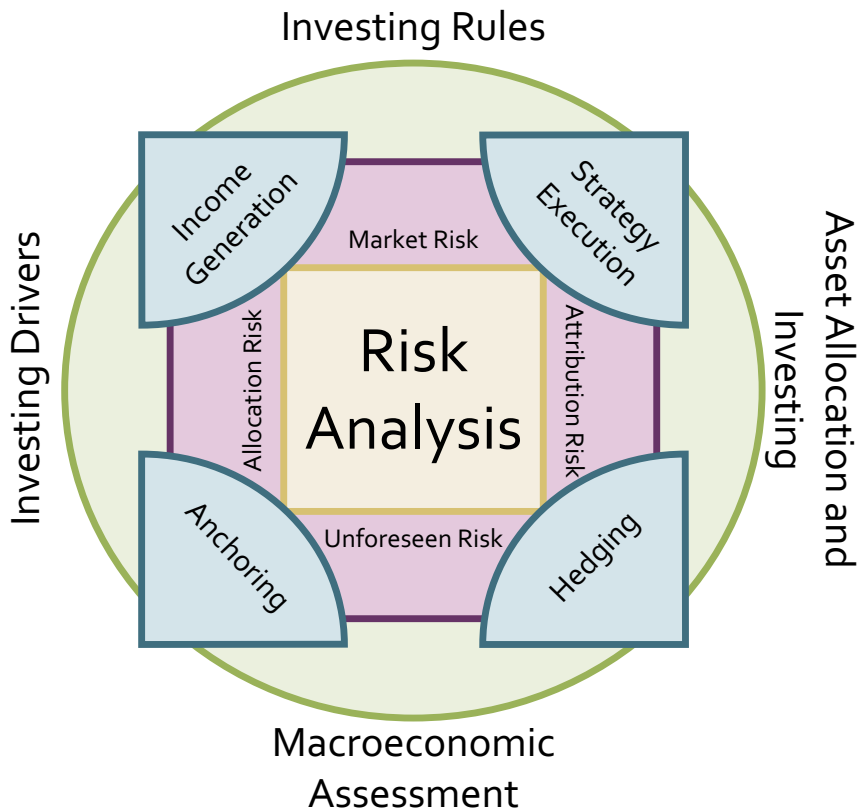 Investing Rules
Income
Generation
Strategy
Execution
Market Risk
Investing Drivers
Allocation Risk
Risk
Analysis
Attribution Risk
Asset Allocation and
Investing
Unforeseen Risk
Anchoring
Hedging
Macroeconomic
Assessment